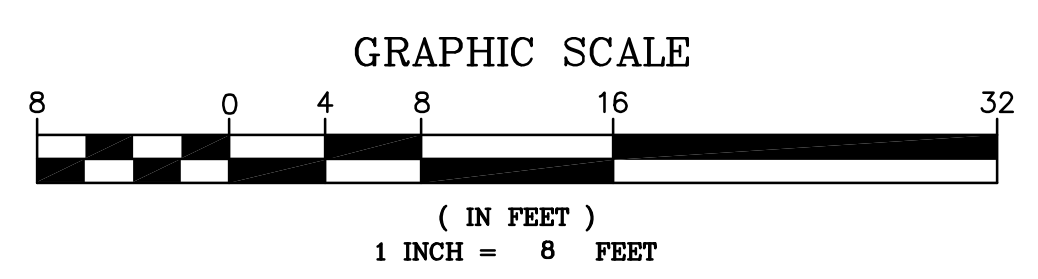 GRAPHIC SCALE
8 0 4 8 16 32
( IN FEET )
1 INCH = 8 FEET